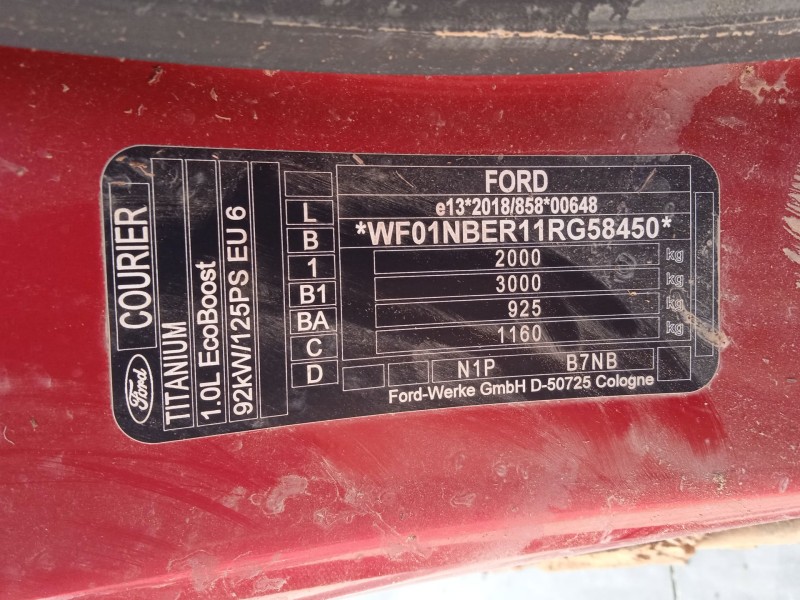 FORD
e13*2018/858*00648
*WF01NBER11RG58450*
2000 kg
3000 kg
925 kg
1160 kg
N1P B7NB
Ford-Werke GmbH D-50725 Cologne
L
B
1
B1
BA
C
D
Ford
COURIER
TITANIUM
1.0L EcoBoost
92kW/125PS EU 6